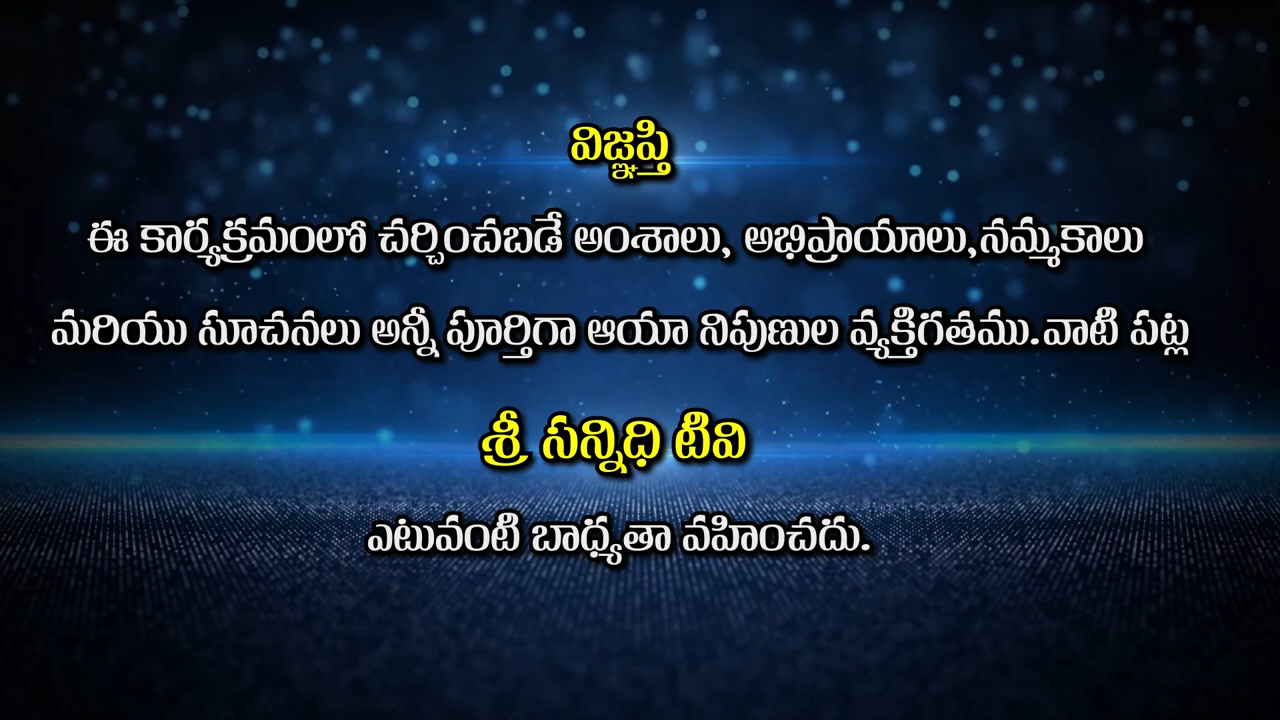 విజ్ఞప్తి
ఈ కార్యక్రమంలో చర్చించబడే అంశాలు, అభిప్రాయాలు,నమ్మకాలు
మరియు సూచనలు అన్నీ పూర్తిగా ఆయా నిపుణుల వ్యక్తిగతము.వాటి పట్ల
శ్రీ సన్నిధి టివి
ఎటువంటి బాధ్యతా వహించదు.